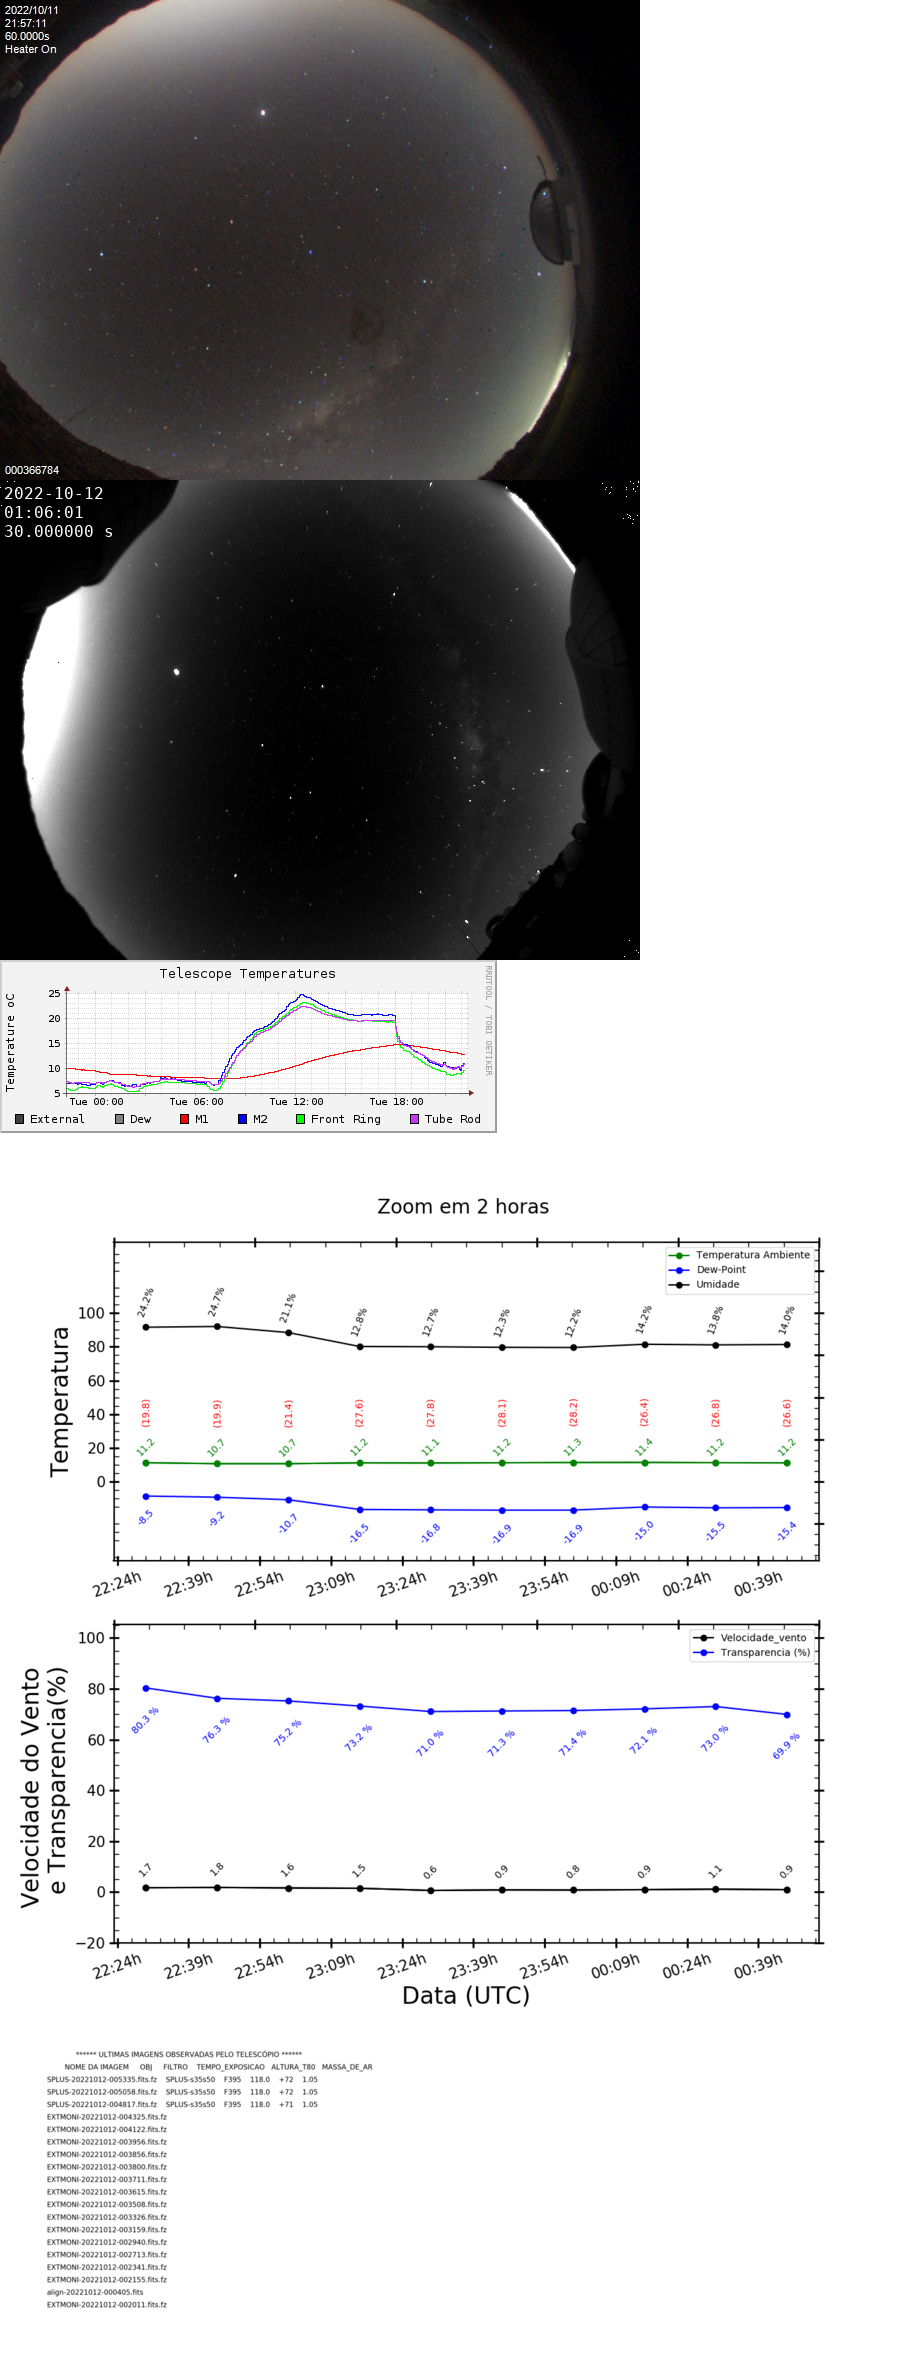 2022/10/11
21:57:11
60.0000s
Heater On
000366784
2022-10-12
01:06:01
30.000000 s
Telescope Temperatures
RRDTOOL / TOBI OETIKER
Temperature oC
25
20
15
10
5
Tue 00:00 Tue 06:00 Tue 12:00 Tue 18:00
External Dew M1 M2 Front Ring Tube Rod
Zoom em 2 horas
Temperatura Ambiente
Dew-Point
Umidade
Temperatura
100
80
60
40
20
0
24.2% 24.7% 21.1% 12.8% 12.7% 12.3% 12.2% 14.2% 13.8% 14.0%
(19.8) (19.9) (21.4) (27.6) (27.8) (28.1) (28.2) (26.4) (26.8) (26.6)
11.2 10.7 10.7 11.2 11.1 11.2 11.3 11.4 11.2 11.2
-8.5 -9.2 -10.7 -16.5 -16.8 -16.9 -16.9 -15.0 -15.5 -15.4
22:24h 22:39h 22:54h 23:09h 23:24h 23:39h 23:54h 00:09h 00:24h 00:39h
Velocidade_vento
Transparencia (%)
Velocidade do Vento
e Transparencia(%)
100
80
60
40
20
0
−20
80.3 % 76.3 % 75.2 % 73.2 % 71.0 % 71.3 % 71.4 % 72.1 % 73.0 % 69.9 %
1.7 1.8 1.6 1.5 0.6 0.9 0.8 0.9 1.1 0.9
22:24h 22:39h 22:54h 23:09h 23:24h 23:39h 23:54h 00:09h 00:24h 00:39h
Data (UTC)
****** ULTIMAS IMAGENS OBSERVADAS PELO TELESCÓPIO ******
NOME DA IMAGEM OBJ FILTRO TEMPO_EXPOSICAO ALTURA_T80 MASSA_DE_AR
SPLUS-20221012-005335.fits.fz SPLUS-s35s50 F395 118.0 +72 1.05
SPLUS-20221012-005058.fits.fz SPLUS-s35s50 F395 118.0 +72 1.05
SPLUS-20221012-004817.fits.fz SPLUS-s35s50 F395 118.0 +71 1.05
EXTMONI-20221012-004325.fits.fz
EXTMONI-20221012-004122.fits.fz
EXTMONI-20221012-003956.fits.fz
EXTMONI-20221012-003856.fits.fz
EXTMONI-20221012-003800.fits.fz
EXTMONI-20221012-003711.fits.fz
EXTMONI-20221012-003615.fits.fz
EXTMONI-20221012-003508.fits.fz
EXTMONI-20221012-003326.fits.fz
EXTMONI-20221012-003159.fits.fz
EXTMONI-20221012-002940.fits.fz
EXTMONI-20221012-002713.fits.fz
EXTMONI-20221012-002341.fits.fz
EXTMONI-20221012-002155.fits.fz
align-20221012-000405.fits
EXTMONI-20221012-002011.fits.fz